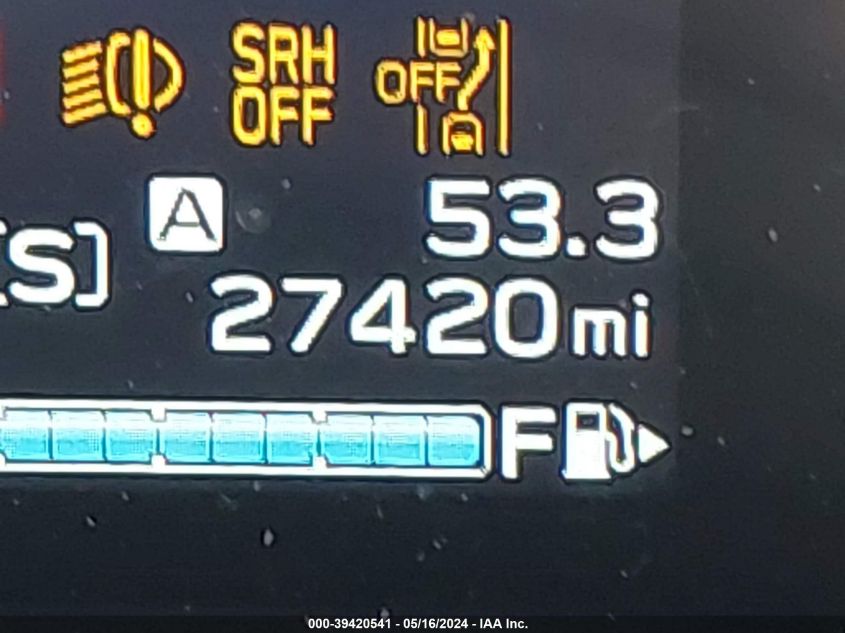 SRH
OFF
OFF
A 53.3
[S]
27420mi
F
000-39420541 - 05/16/2024 - IAA Inc.